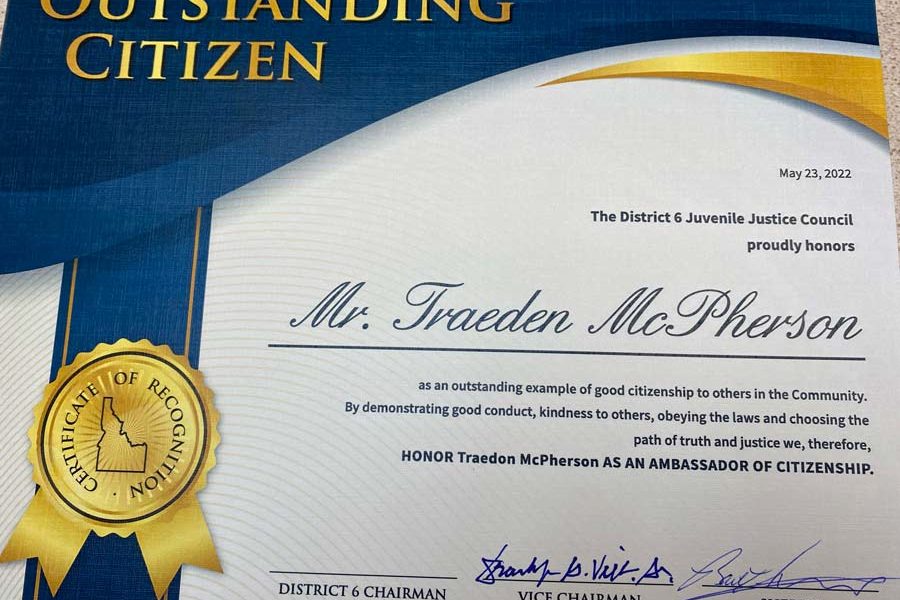 OUTSTANDING
CITIZEN
May 23, 2022
The District 6 Juvenile Justice Council
proudly honors
Mr. Traeden McPherson
as an outstanding example of good citizenship to others in the Community.
By demonstrating good conduct, kindness to others, obeying the laws and choosing the
path of truth and justice we, therefore,
HONOR Traedon McPherson AS AN AMBASSADOR OF CITIZENSHIP.
CERTIFICATE OF RECOGNITION
DISTRICT 6 CHAIRMAN
VICE CHAIRMAN